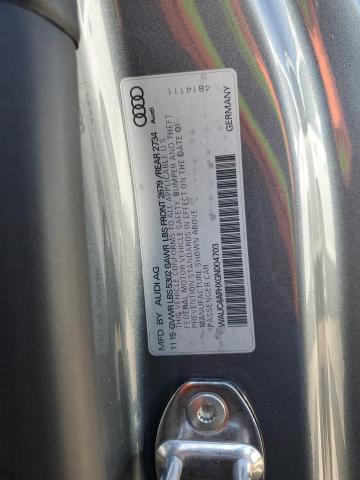 MFD. BY AUDI AG
11 15 GVWR LBS 5302 GAWR LBS FRONT 2679 /REAR 2734
THIS VEHICLE CONFORMS TO ALL APPLICABLE U.S.
FEDERAL MOTOR VEHICLE SAFETY, BUMPER AND THEFT
PREVENTION STANDARDS IN EFFECT ON THE DATE OF
MANUFACTURE SHOWN ABOVE
PASSENGER CAR
WAUC4AFHXGN004703
Audi
4814111
GERMANY